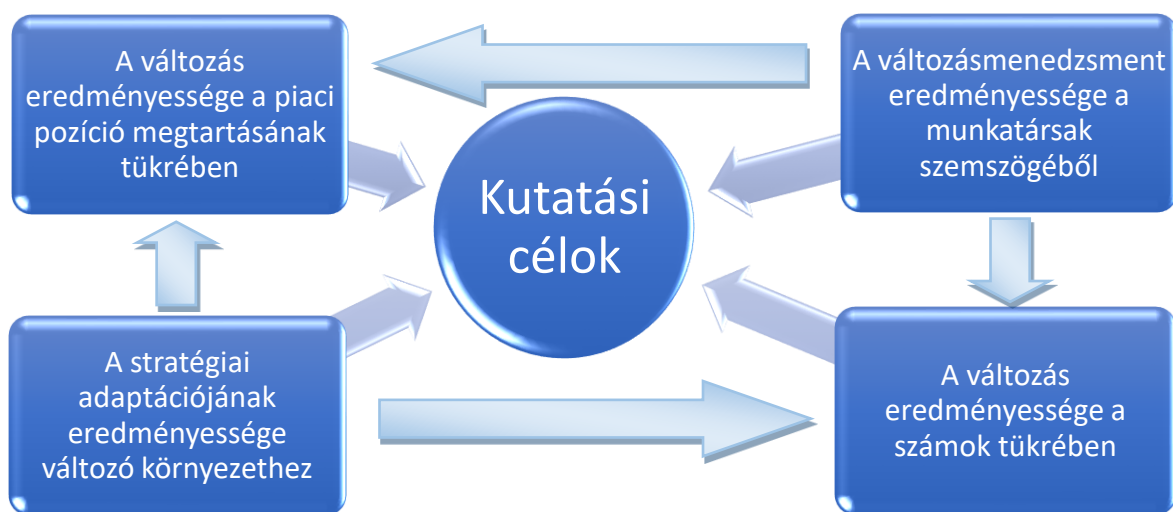 A változás
eredményessége a piaci
pozíció megtartásának
tükrében
A változásmenedzsment
eredményessége a
munkatársak
szemszögéből
Kutatási
célok
A stratégiai
adaptációjának
eredményessége
változó környezethez
A változás
eredményessége a
számok tükrében